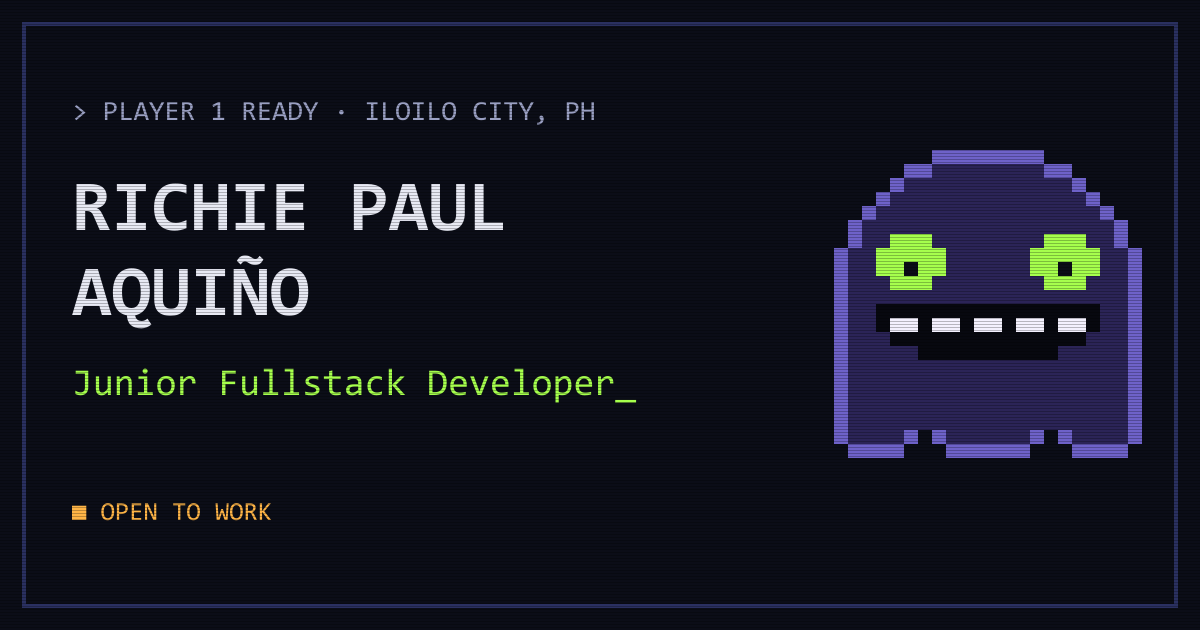 > PLAYER 1 READY · ILOILO CITY, PH
RICHIE PAUL
AQUIÑO
Junior Fullstack Developer_
■ OPEN TO WORK